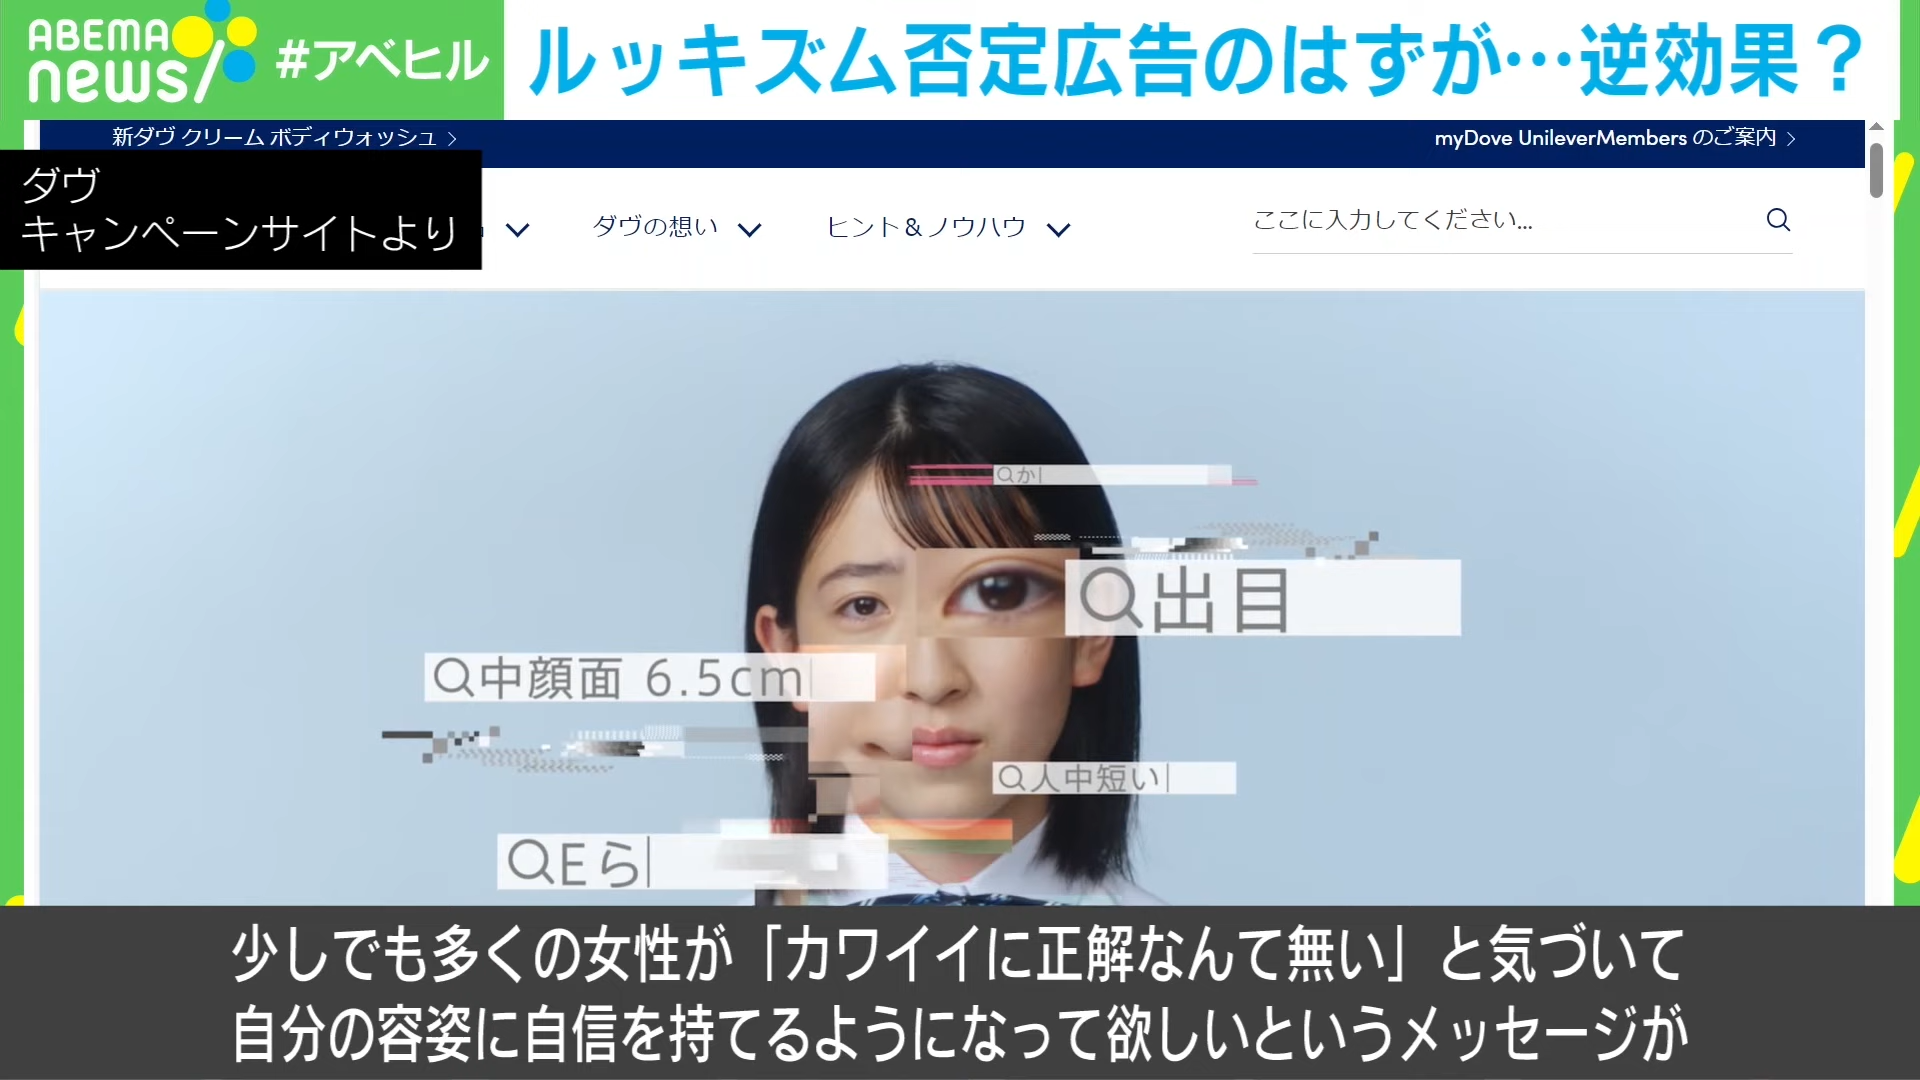 ABEMA
news/
#アベヒル
ルッキズム否定広告のはずが…逆効果？
新ダヴ クリーム ボディウォッシュ
myDove UnileverMembers のご案内
ダヴ
キャンペーンサイトより
ダヴの想い
ヒント＆ノウハウ
ここに入力してください...
か
出目
中顔面 6.5cm
人中短い
Eら
少しでも多くの女性が「カワイイに正解なんて無い」と気づいて
自分の容姿に自信を持てるようになって欲しいというメッセージが